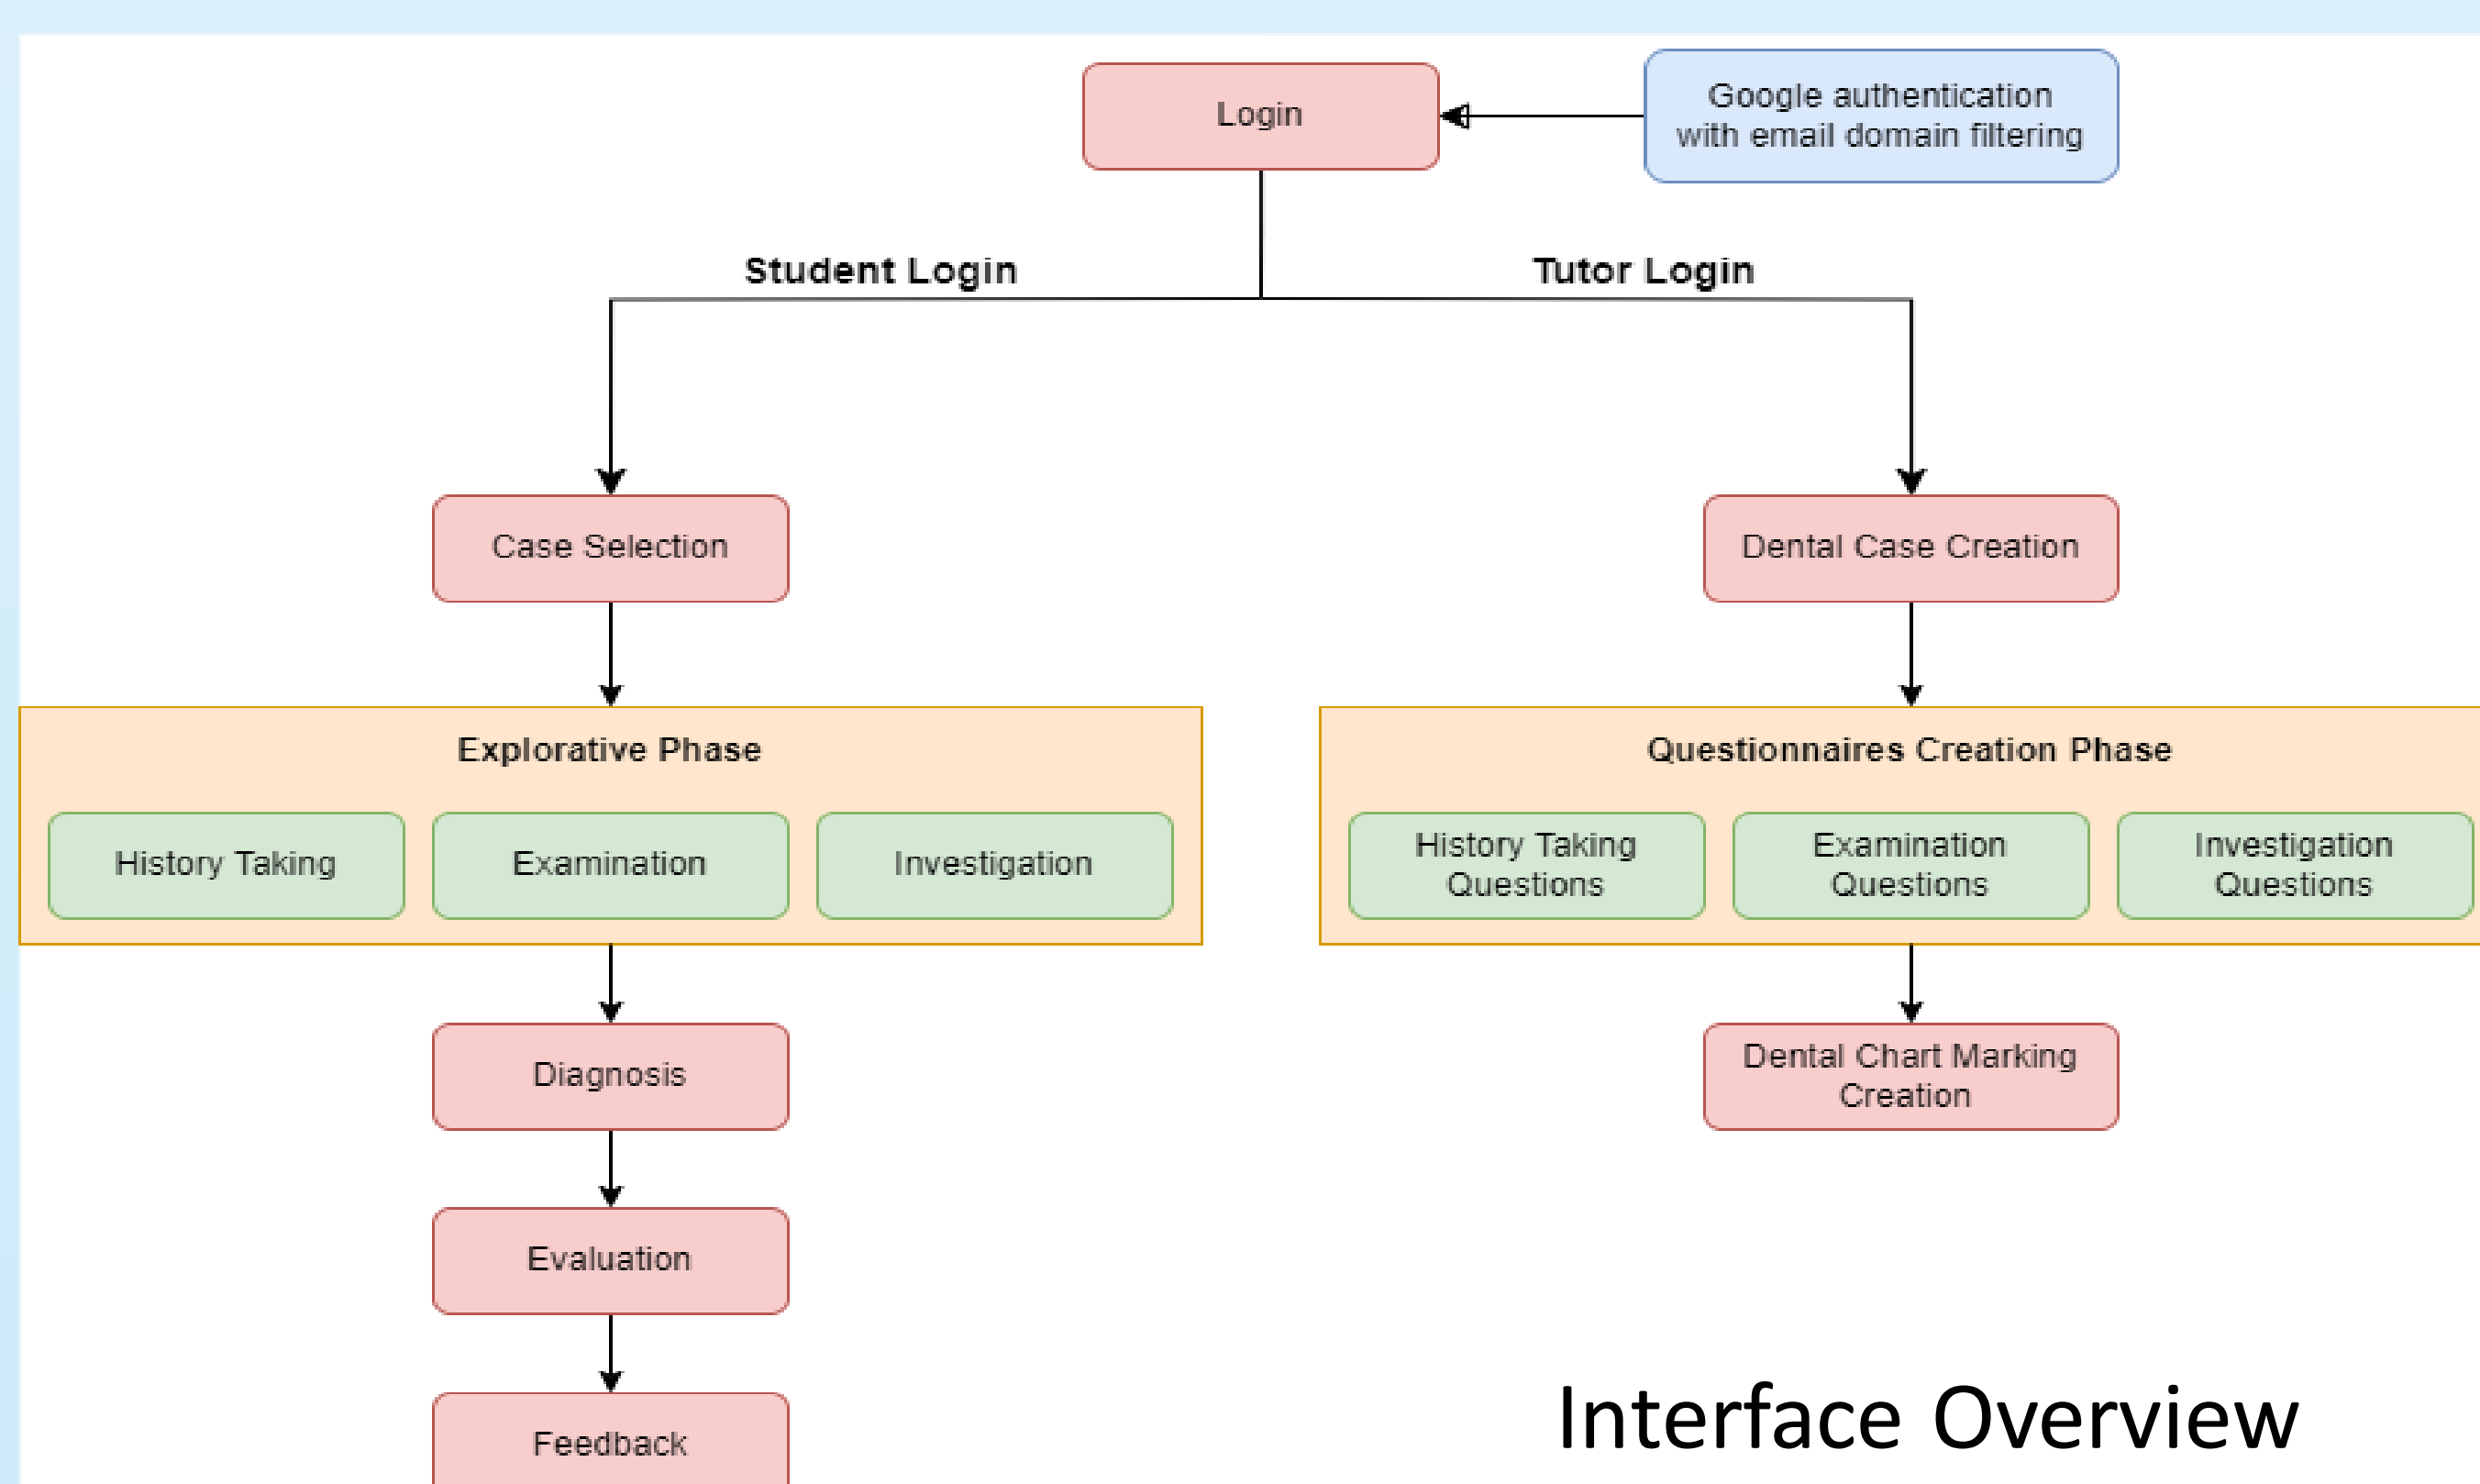 Login
Google authentication
with email domain filtering
Student Login
Tutor Login
Case Selection
Dental Case Creation
Explorative Phase
History Taking
Examination
Investigation
Questionnaires Creation Phase
History Taking
Questions
Examination
Questions
Investigation
Questions
Diagnosis
Dental Chart Marking
Creation
Evaluation
Feedback
Interface Overview